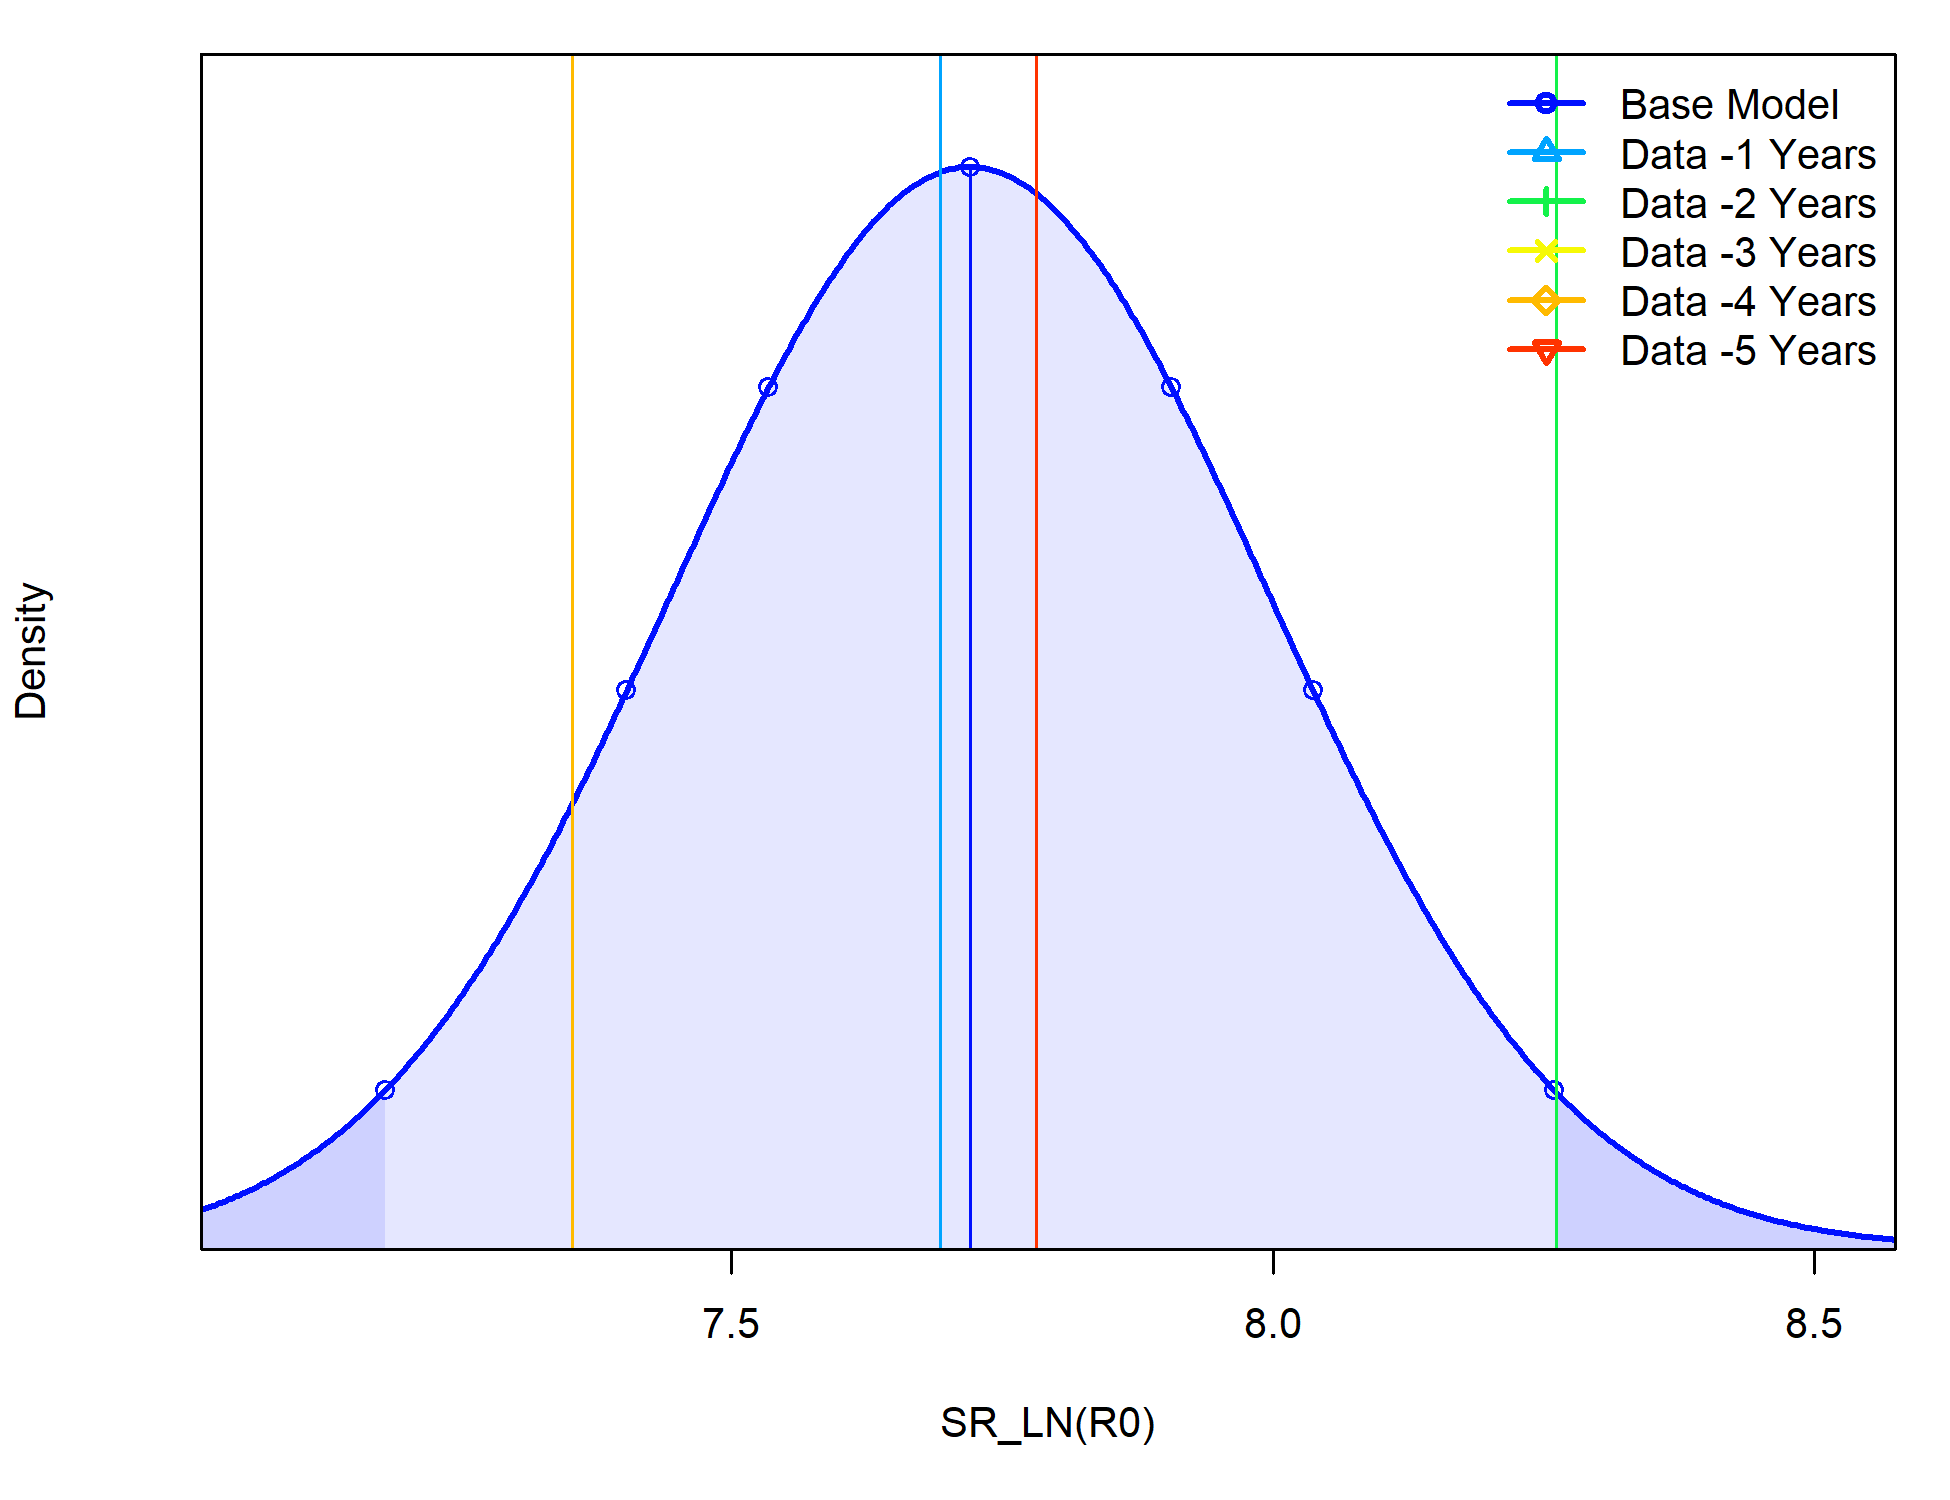 Base Model
Data -1 Years
Data -2 Years
Data -3 Years
Data -4 Years
Data -5 Years
Density
7.5 8.0 8.5
SR_LN(R0)